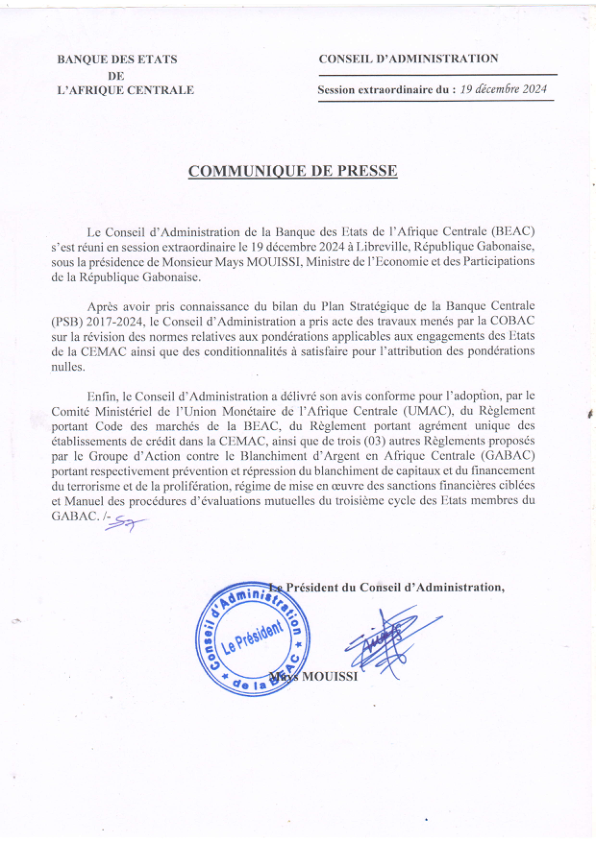 BANQUE DES ETATS
DE
L'AFRIQUE CENTRALE
CONSEIL D'ADMINISTRATION
Session extraordinaire du : 19 décembre 2024
COMMUNIQUE DE PRESSE
Le Conseil d'Administration de la Banque des Etats de l'Afrique Centrale (BEAC)
s'est réuni en session extraordinaire le 19 décembre 2024 à Libreville, République Gabonaise,
sous la présidence de Monsieur Mays MOUISSI, Ministre de l'Economie et des Participations
de la République Gabonaise.
Après avoir pris connaissance du bilan du Plan Stratégique de la Banque Centrale
(PSB) 2017-2024, le Conseil d'Administration a pris acte des travaux menés par la COBAC
sur la révision des normes relatives aux pondérations applicables aux engagements des Etats
de la CEMAC ainsi que des conditionnalités à satisfaire pour l'attribution des pondérations
nulles.
Enfin, le Conseil d'Administration a délivré son avis conforme pour l'adoption, par le
Comité Ministériel de l'Union Monétaire de l'Afrique Centrale (UMAC), du Règlement
portant Code des marchés de la BEAC, du Règlement portant agrément unique des
établissements de crédit dans la CEMAC, ainsi que de trois (03) autres Règlements proposés
par le Groupe d'Action contre le Blanchiment d'Argent en Afrique Centrale (GABAC)
portant respectivement prévention et répression du blanchiment de capitaux et du financement
du terrorisme et de la prolifération, régime de mise en œuvre des sanctions financières ciblées
et Manuel des procédures d'évaluations mutuelles du troisième cycle des Etats membres du
GABAC. /-
Le Président du Conseil d'Administration,
Conseil d'Administration
Le Président
de la BEAC
Mays MOUISSI